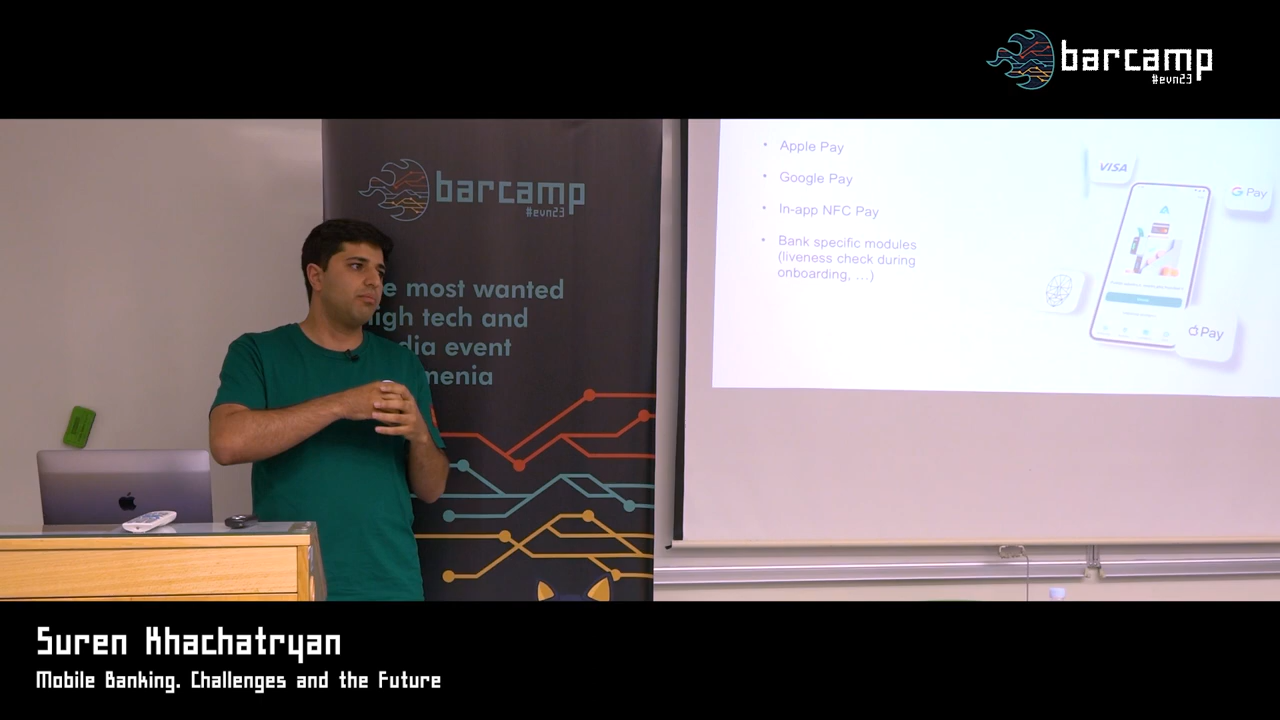 barcamp
#evn23
barcamp
#evn23
e most wanted
igh tech and
dia event
menia
• Apple Pay
• Google Pay
• In-app NFC Pay
• Bank specific modules
(liveness check during
onboarding, ...)
VISA
G Pay
Pay
Suren Khachatryan
Mobile Banking. Challenges and the Future